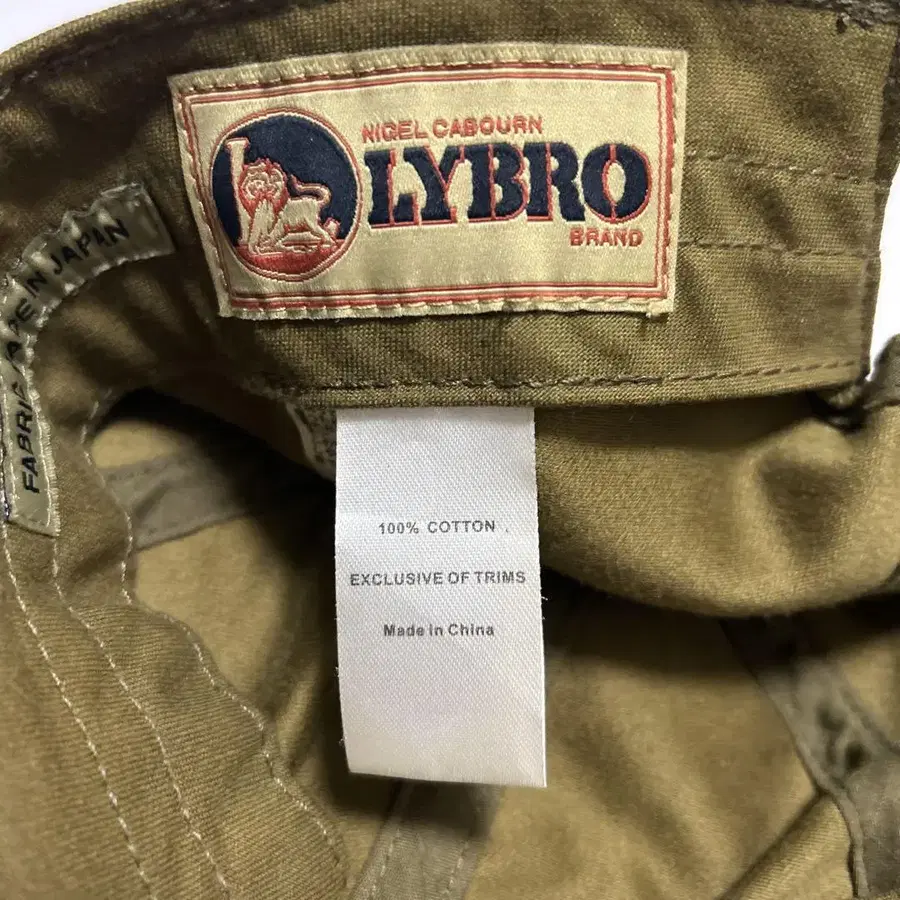 NIGEL CABOURN
LYBRO
BRAND
FABRIC MADE IN JAPAN
100% COTTON
EXCLUSIVE OF TRIMS
Made in China